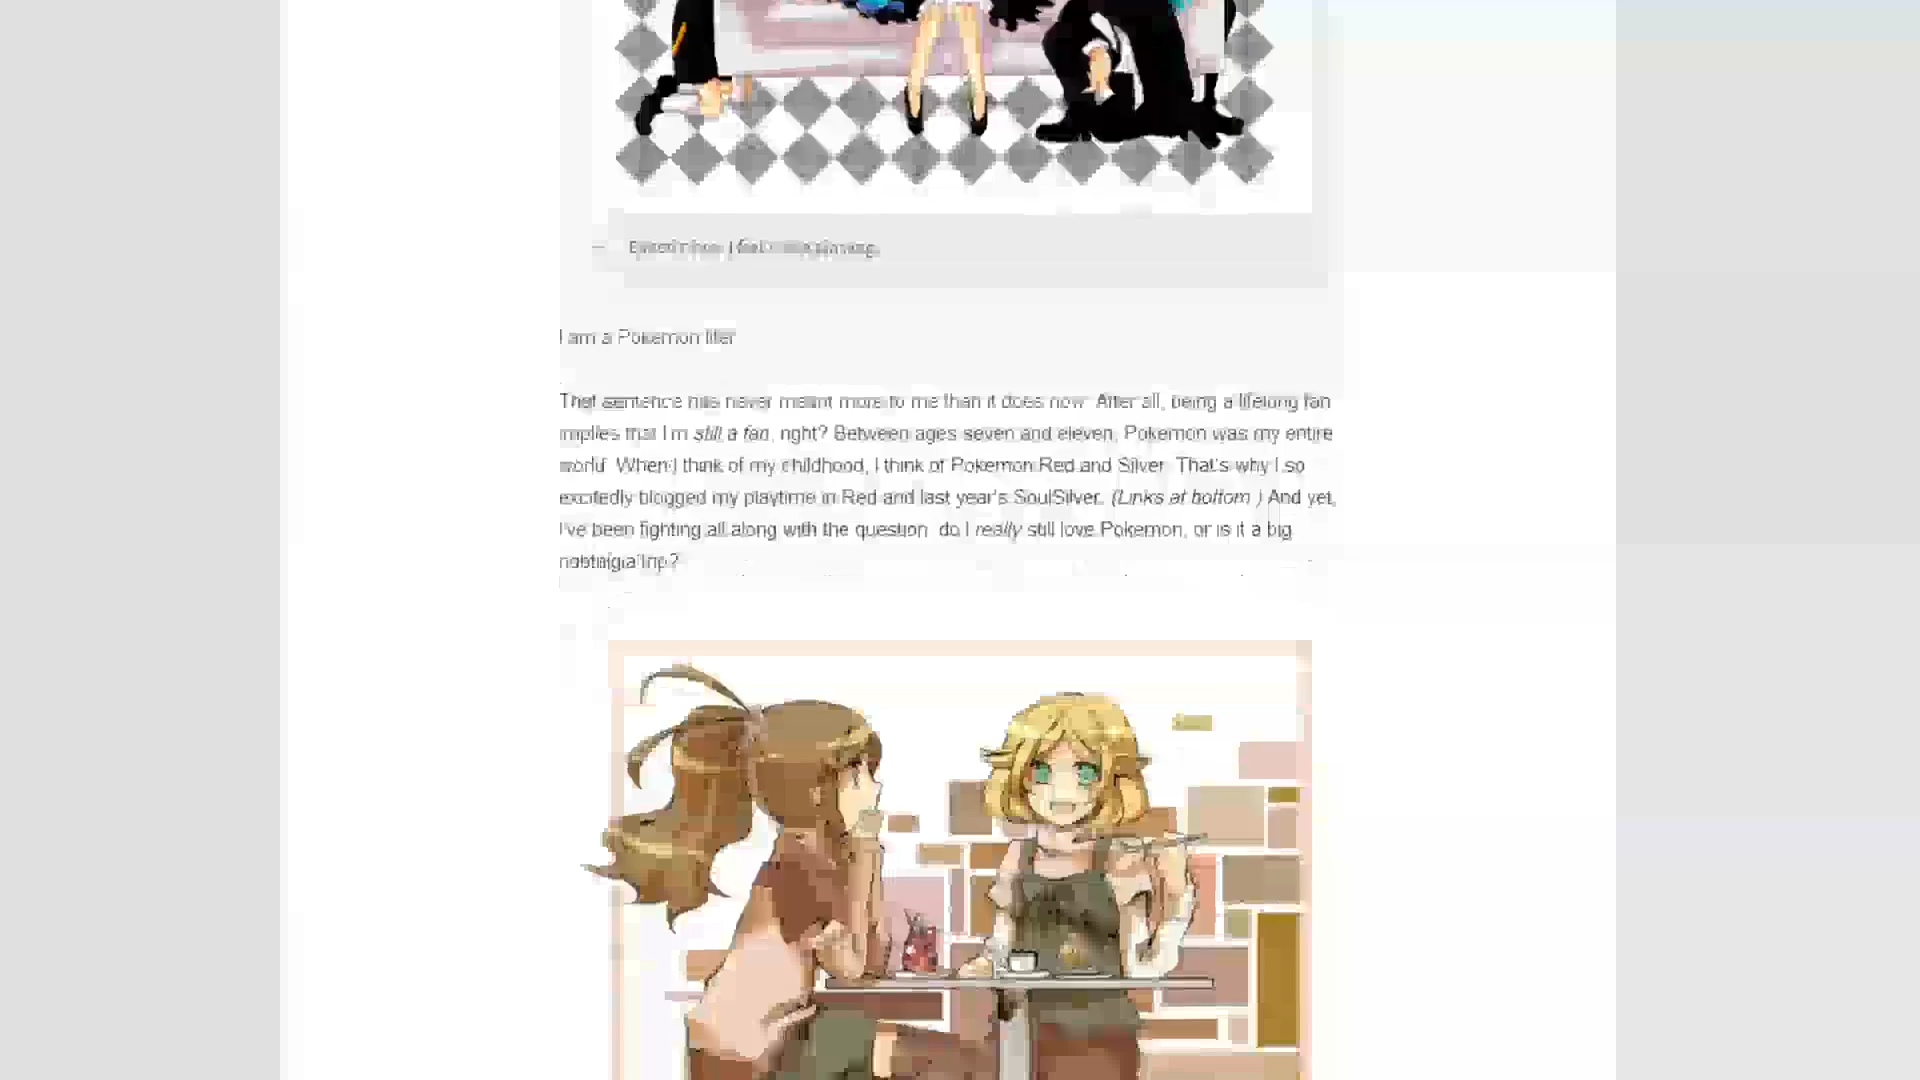 I am a Pokemon lifer
That sentence has never meant more to me than it does now. After all, being a lifelong fan
implies that I'm still a fan, right? Between ages seven and eleven, Pokemon was my entire
world. When I think of my childhood, I think of Pokemon Red and Silver. That's why I so
excitedly blogged my playtime in Red and last year's SoulSilver. (Links at bottom.) And yet,
I've been fighting all along with the question: do I really still love Pokemon, or is it a big
nostalgia trip?